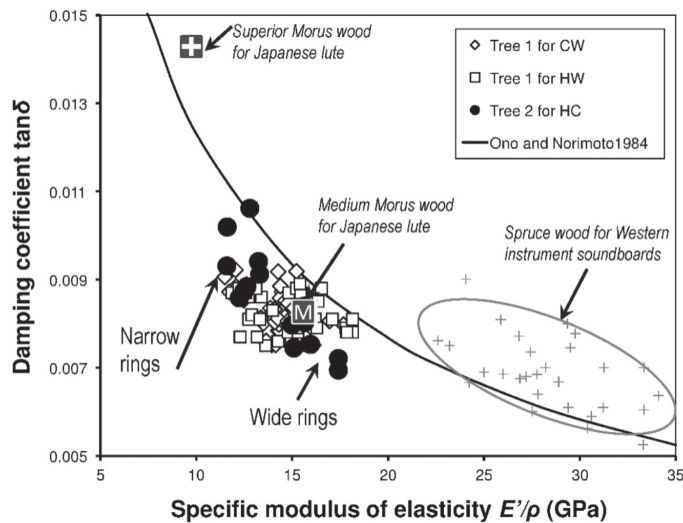 Damping coefficient tanδ
0.015
0.013
0.011
0.009
0.007
0.005
Superior Morus wood
for Japanese lute
Tree 1 for CW
Tree 1 for HW
Tree 2 for HC
Ono and Norimoto1984
Medium Morus wood
for Japanese lute
Spruce wood for Western
instrument soundboards
M
Narrow
rings
Wide rings
5
10
15
20
25
30
35
Specific modulus of elasticity E'/ρ (GPa)